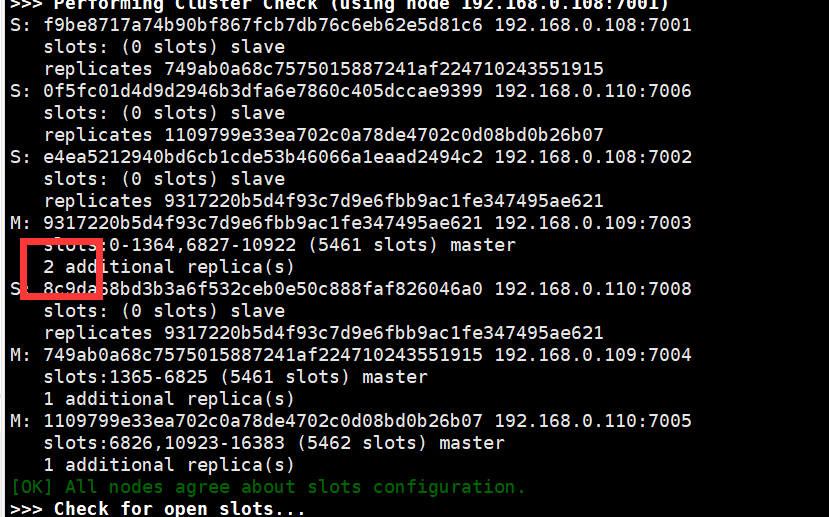 >>> Performing Cluster Check (using node 192.168.0.108:7001)
S: f9be8717a74b90bf867fcb7db76c6eb62e5d81c6 192.168.0.108:7001
slots: (0 slots) slave
replicates 749ab0a68c7575015887241af224710243551915
S: 0f5fc01d4d9d2946b3dfa6e7860c405dccae9399 192.168.0.110:7006
slots: (0 slots) slave
replicates 1109799e33ea702c0a78de4702c0d08bd0b26b07
S: e4ea5212940bd6cb1cde53b46066a1eaad2494c2 192.168.0.108:7002
slots: (0 slots) slave
replicates 9317220b5d4f93c7d9e6fbb9ac1fe347495ae621
M: 9317220b5d4f93c7d9e6fbb9ac1fe347495ae621 192.168.0.109:7003
slots:0-1364,6827-10922 (5461 slots) master
2 additional replica(s)
S: 8c9da68bd3b3a6f532ceb0e50c888faf826046a0 192.168.0.110:7008
slots: (0 slots) slave
replicates 9317220b5d4f93c7d9e6fbb9ac1fe347495ae621
M: 749ab0a68c7575015887241af224710243551915 192.168.0.109:7004
slots:1365-6825 (5461 slots) master
1 additional replica(s)
M: 1109799e33ea702c0a78de4702c0d08bd0b26b07 192.168.0.110:7005
slots:6826,10923-16383 (5462 slots) master
1 additional replica(s)
[OK] All nodes agree about slots configuration.
>>> Check for open slots...